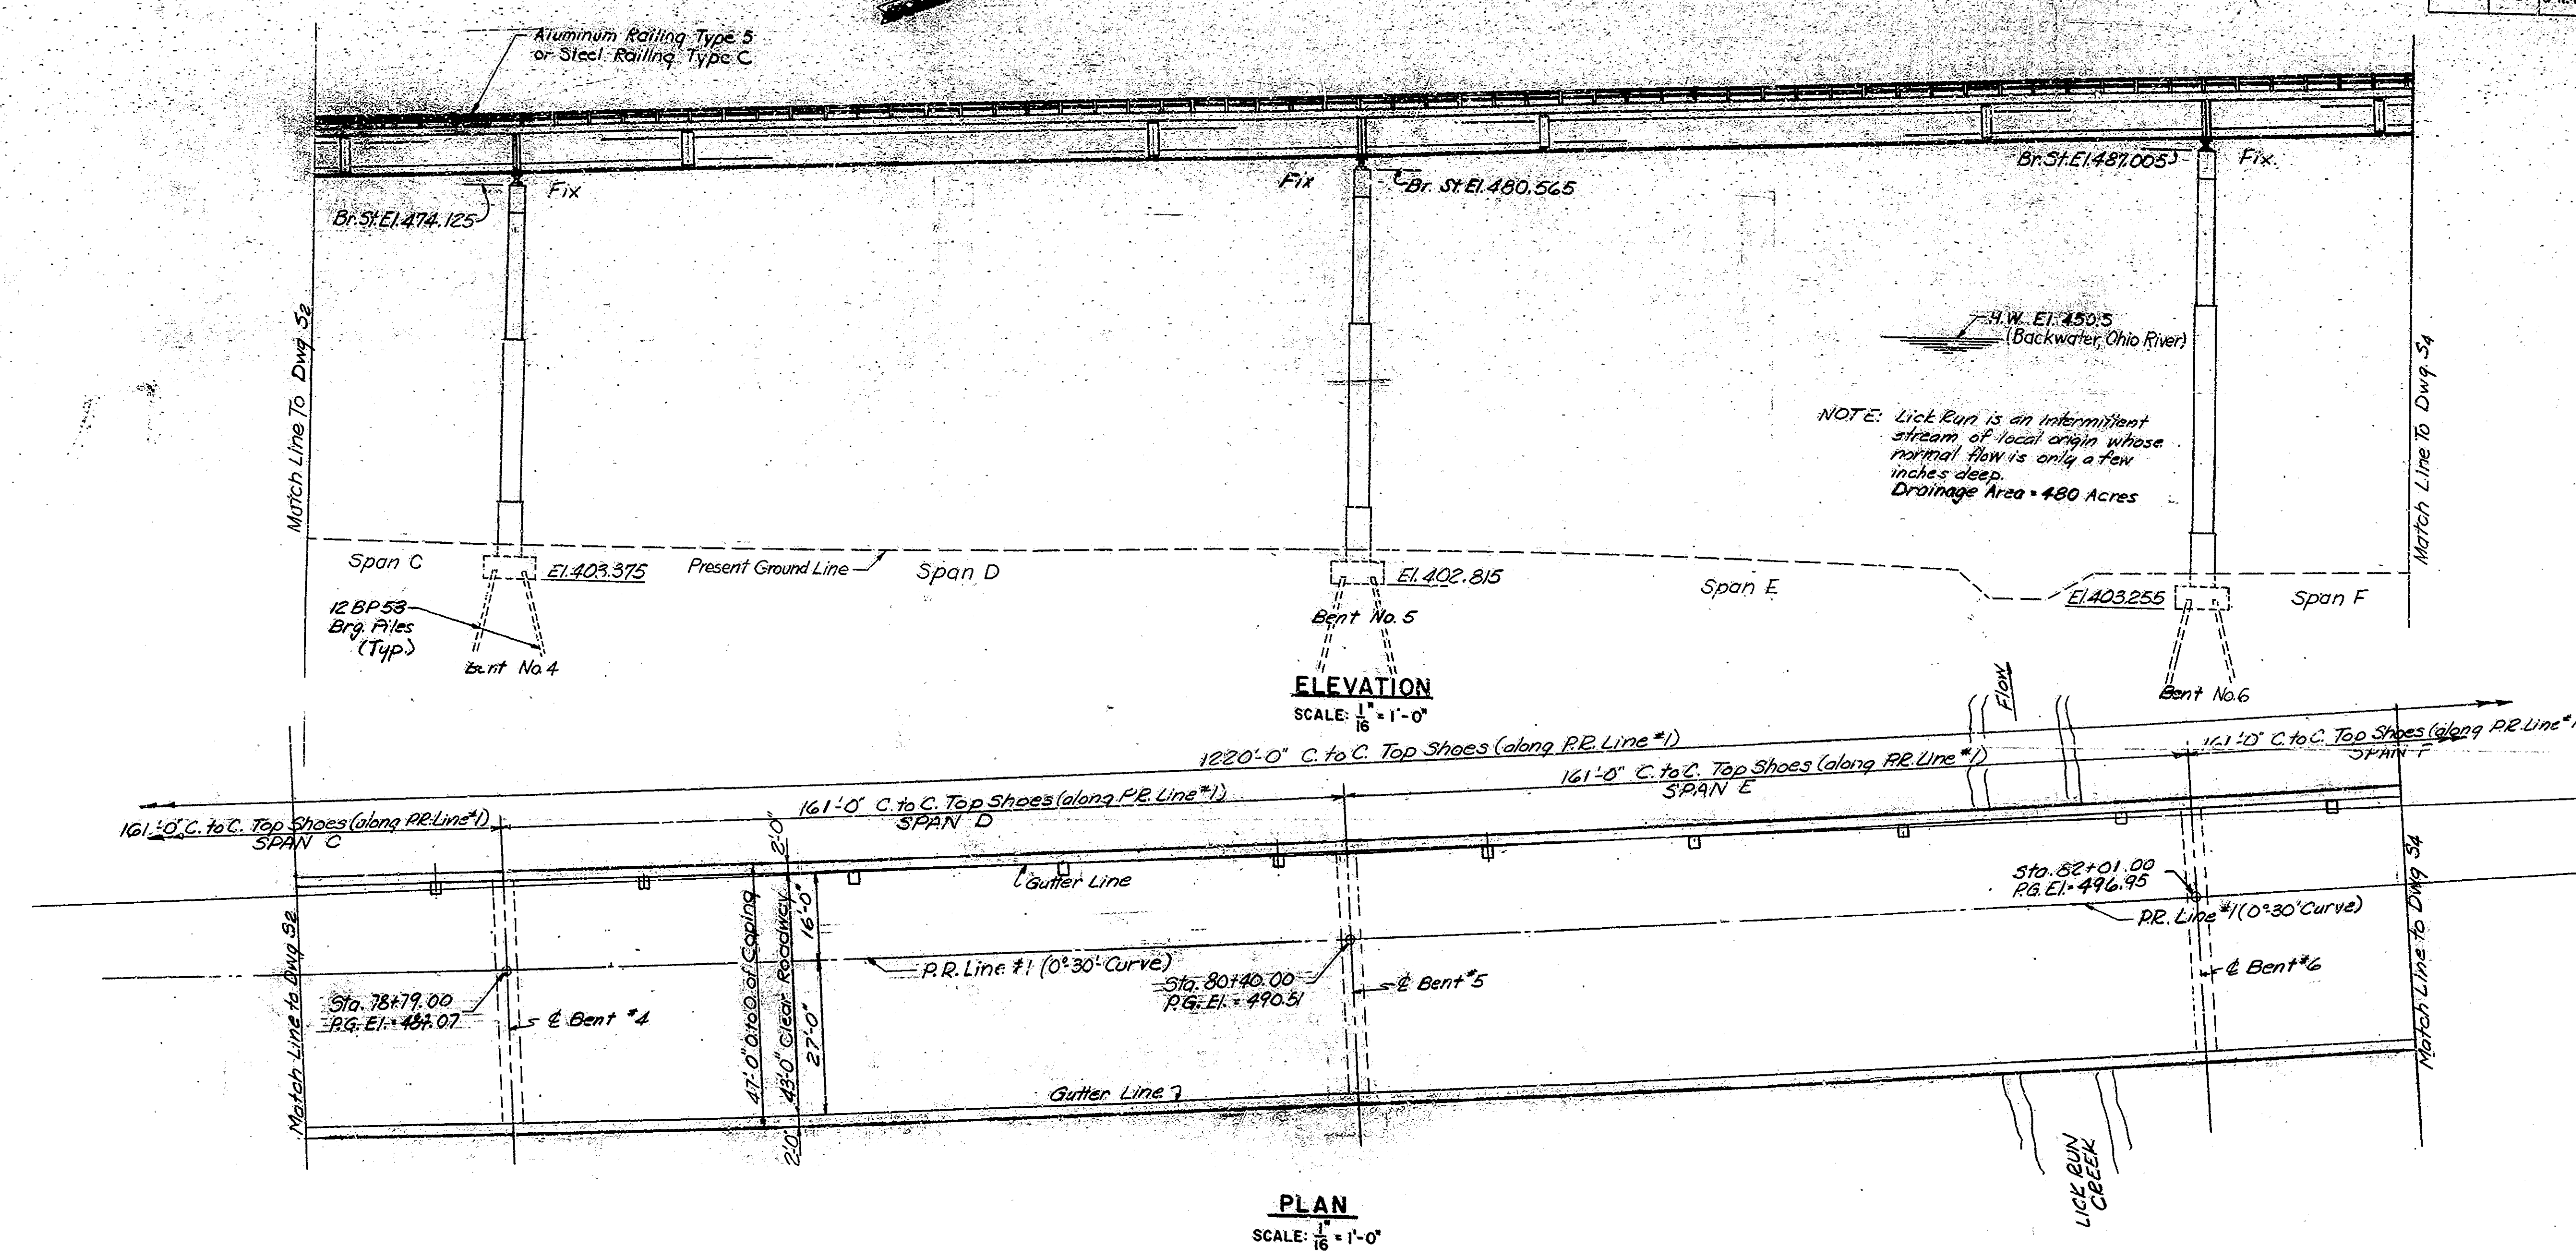 Aluminum Railing Type 5
or Steel Railing Type C
Br.St.El.474.125
Fix
Fix
Br. St.El.480.565
Br.St.El.487.005
Fix.
Match Line To Dwg S2
H.W. El. 450.5
(Backwater, Ohio River)
NOTE: Lick Run is an Intermittent
stream of local origin whose
normal flow is only a few
inches deep.
Drainage Area = 480 Acres
Match Line To Dwg. S4
Span C
El.403.375
Present Ground Line
Span D
El.402.815
Span E
El.403.255
Span F
12 BP 53
Brg. Piles
(Typ.)
Bent No.4
Bent No. 5
Bent No.6
ELEVATION
SCALE: 1/16" = 1'-0"
Flow
1220'-0" C. to C. Top Shoes (along P.R. Line #1)
161'-0" C. to C. Top Shoes (along P.R. Line #1)
SPAN C
161'-0" C. to C. Top Shoes (along P.R. Line #1)
SPAN D
161'-0" C. to C. Top Shoes (along P.R. Line #1)
SPAN E
161'-0" C. to C. Top Shoes (along P.R. Line #1
SPAN F
2'-0"
Gutter Line
47'-0" O. to O. of Coping
43'-0" Clear Roadway
16'-0"
27'-0"
2'-0"
Match Line to Dwg S2
Sta. 78+79.00
P.G. El. = 484.07
₵ Bent #4
P.R. Line #1 (0°-30' Curve)
Sta. 80+40.00
P.G. El. = 490.51
₵ Bent #5
Sta. 82+01.00
P.G. El. = 496.95
P.R. Line #1 (0°-30' Curve)
₵ Bent #6
Match Line to Dwg S4
Gutter Line
LICK RUN
CREEK
PLAN
SCALE: 1/16" = 1'-0"